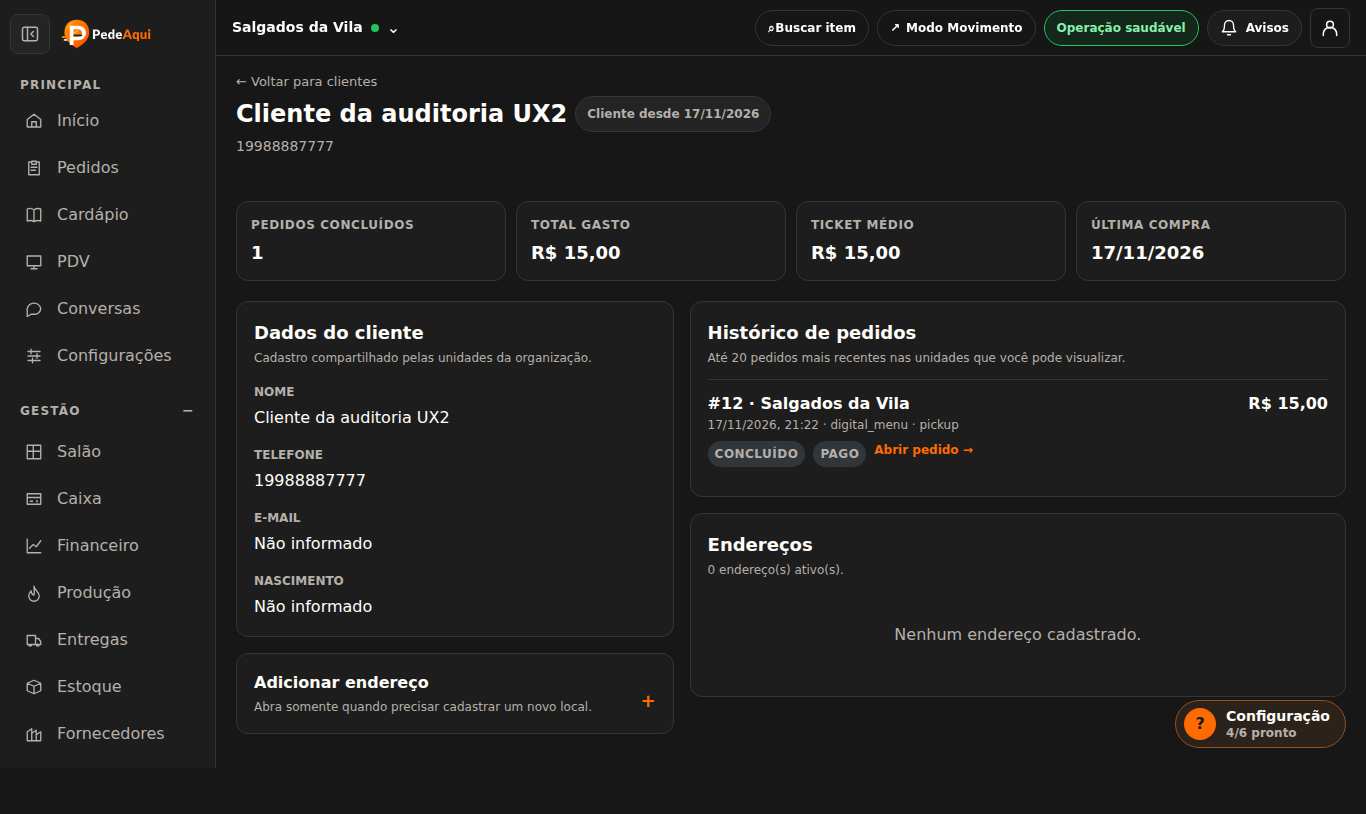 PedeAqui
PRINCIPAL
Início
Pedidos
Cardápio
PDV
Conversas
Configurações
GESTÃO −
Salão
Caixa
Financeiro
Produção
Entregas
Estoque
Fornecedores
Salgados da Vila
⌕Buscar item
↗ Modo Movimento
Operação saudável
Avisos
← Voltar para clientes
Cliente da auditoria UX2
Cliente desde 17/11/2026
19988887777
PEDIDOS CONCLUÍDOS
1
TOTAL GASTO
R$ 15,00
TICKET MÉDIO
R$ 15,00
ÚLTIMA COMPRA
17/11/2026
Dados do cliente
Cadastro compartilhado pelas unidades da organização.
NOME
Cliente da auditoria UX2
TELEFONE
19988887777
E-MAIL
Não informado
NASCIMENTO
Não informado
Adicionar endereço
Abra somente quando precisar cadastrar um novo local.
+
Histórico de pedidos
Até 20 pedidos mais recentes nas unidades que você pode visualizar.
#12 · Salgados da Vila R$ 15,00
17/11/2026, 21:22 · digital_menu · pickup
CONCLUÍDO PAGO Abrir pedido →
Endereços
0 endereço(s) ativo(s).
Nenhum endereço cadastrado.
?
Configuração
4/6 pronto